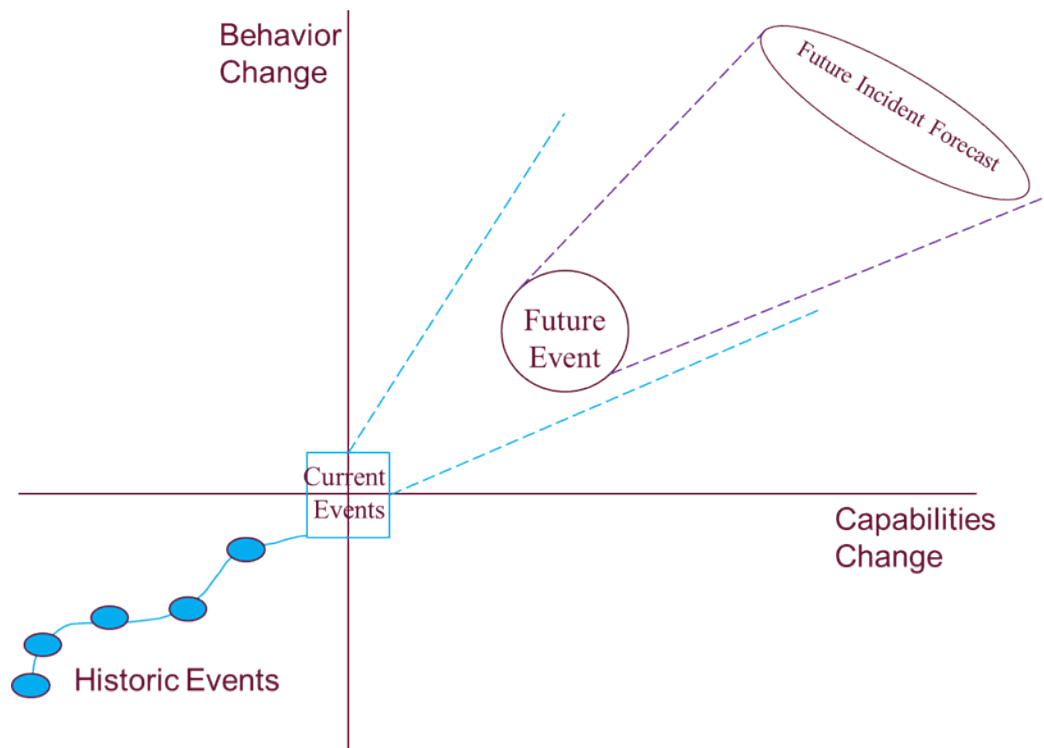 Behavior
Change
Future Incident Forecast
Future
Event
Current
Events
Capabilities
Change
Historic Events